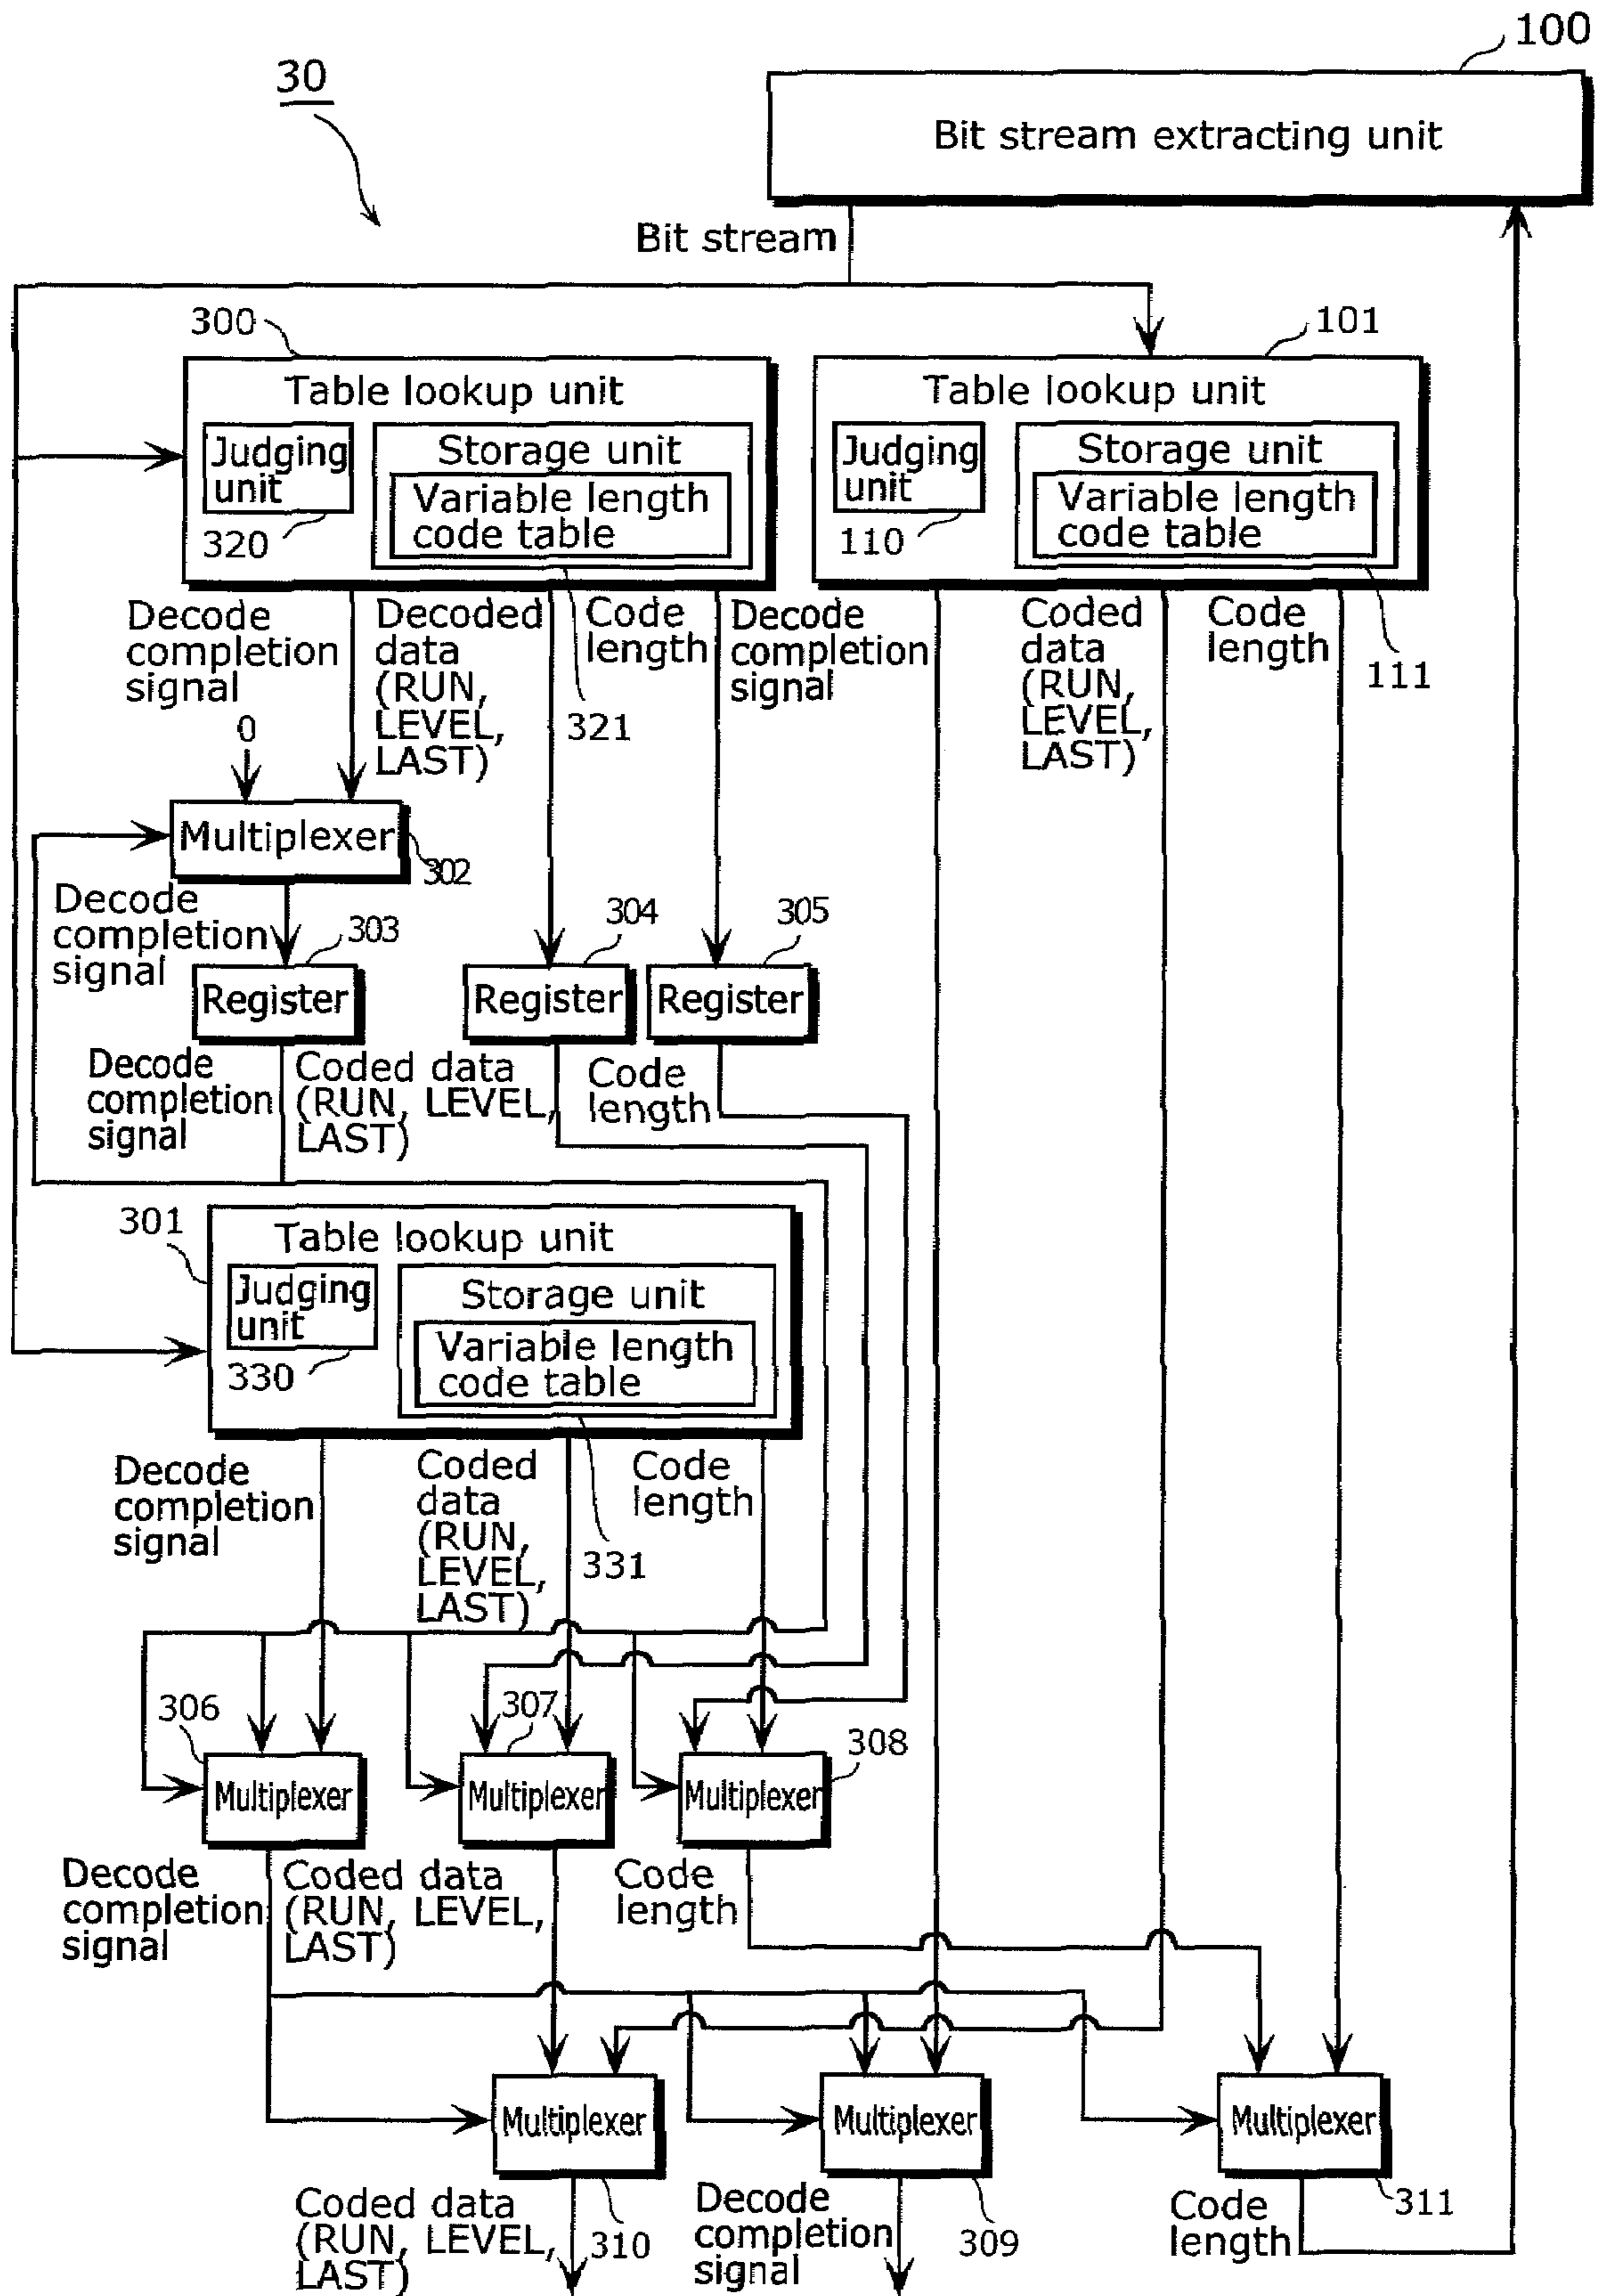 100
30
Bit stream extracting unit
Bit stream
300
101
Table lookup unit
Judging
unit
320
Storage unit
Variable length
code table
Table lookup unit
Judging
unit
110
Storage unit
Variable length
code table
Decode
completion
signal
Decoded
data
(RUN,
LEVEL,
LAST)
Code
length
321
Decode
completion
signal
Coded
data
(RUN,
LEVEL,
LAST)
Code
length
111
0
Multiplexer
302
Decode
completion
signal
303
304
305
Register
Register
Register
Decode
completion
signal
Coded data
(RUN, LEVEL,
LAST)
Code
length
301
Table lookup unit
Judging
unit
330
Storage unit
Variable length
code table
Decode
completion
signal
Coded
data
(RUN,
LEVEL,
LAST)
331
Code
length
306
307
308
Multiplexer
Multiplexer
Multiplexer
Decode
completion
signal
Coded data
(RUN, LEVEL,
LAST)
Code
length
Multiplexer
Multiplexer
Multiplexer
Coded data
(RUN, LEVEL,
LAST)
310
Decode
completion
signal
309
Code
length
311